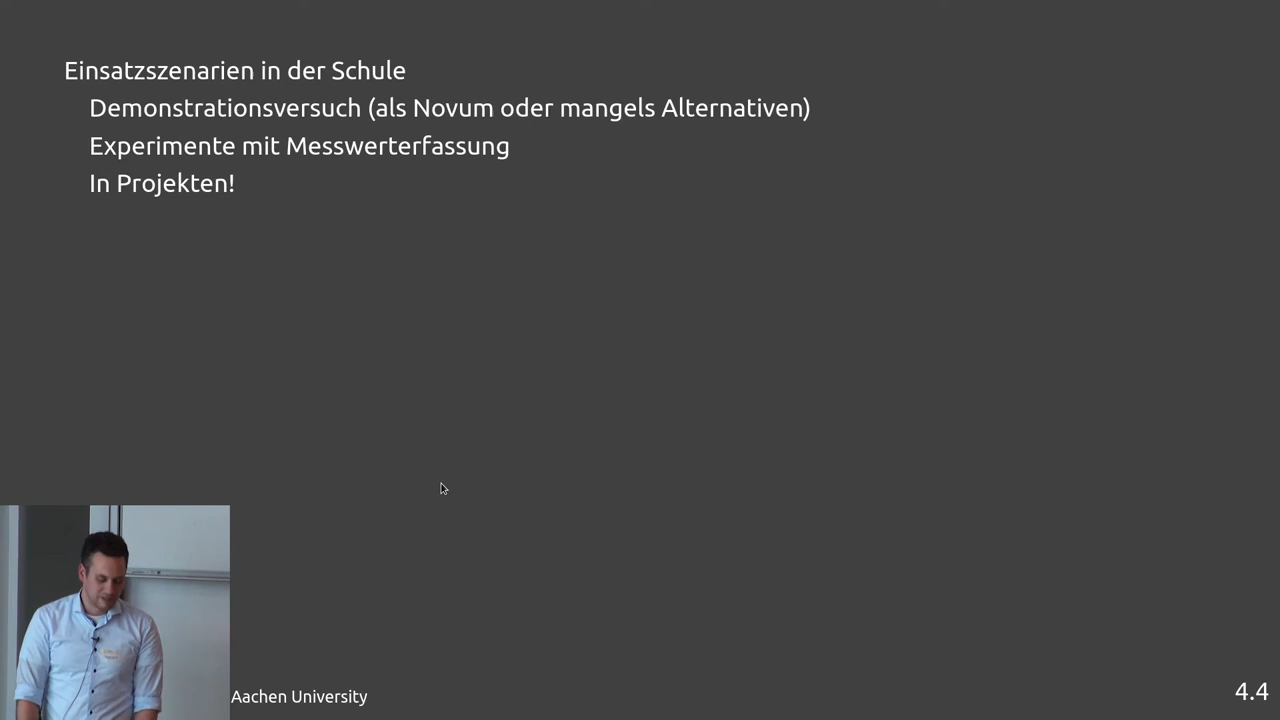 Einsatzszenarien in der Schule
Demonstrationsversuch (als Novum oder mangels Alternativen)
Experimente mit Messwerterfassung
In Projekten!
Aachen University
4.4